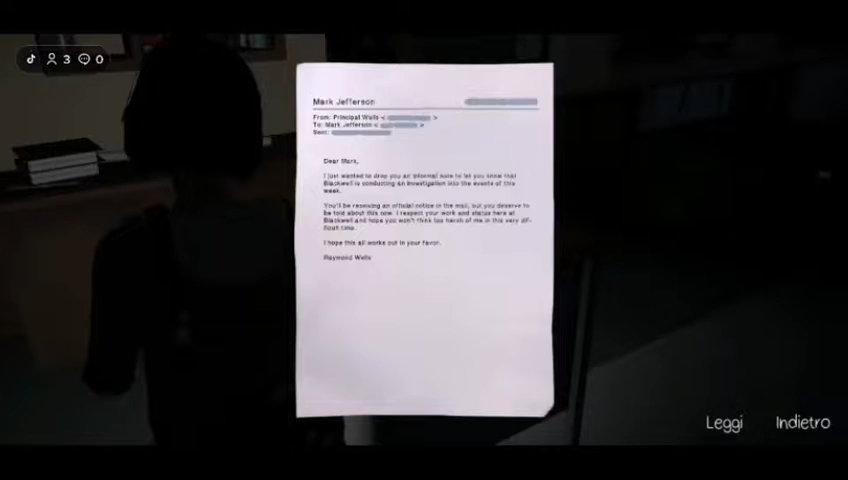 3 0
Mark Jefferson
From: Principal Wells < >
To: Mark Jefferson < >
Sent:
Dear Mark,
I just wanted to drop you an informal note to let you know that
Blackwell is conducting an investigation into the events of this
week.
You'll be receiving an official notice in the mail, but you deserve to
be told about this now. I respect your work and status here at
Blackwell and hope you won't think too harsh of me in this very dif-
ficult time.
I hope this all works out in your favor.
Raymond Wells
Leggi Indietro